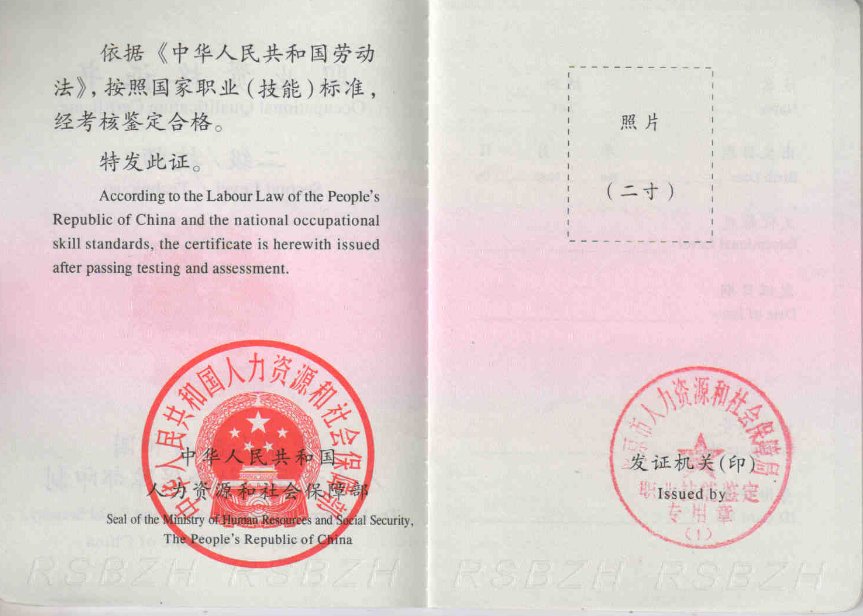 依据《中华人民共和国劳动
法》，按照国家职业（技能）标准，
经考核鉴定合格。
特发此证。
According to the Labour Law of the People's
Republic of China and the national occupational
skill standards, the certificate is herewith issued
after passing testing and assessment.
中华人民共和国人力资源和社会保障部
中华人民共和国
人力资源和社会保障部
Seal of the Ministry of Human Resources and Social Security,
The People's Republic of China
RSBZH RSBZH
照片
（二寸）
京市人力资源和社会保障局
发证机关(印)
Issued by
职业技能鉴定
专用章
(1)
RSBZH RSBZH